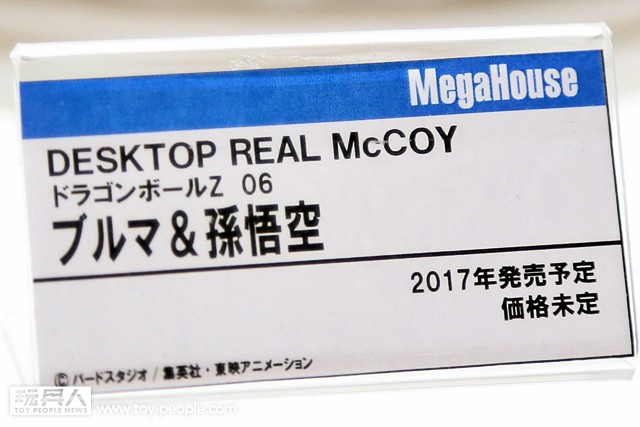 MegaHouse
DESKTOP REAL McCOY
ドラゴンボールZ 06
ブルマ&孫悟空
2017年発売予定
価格未定
© バードスタジオ / 集英社・東映アニメーション
玩具人
TOY PEOPLE NEWS
www.toy-people.com